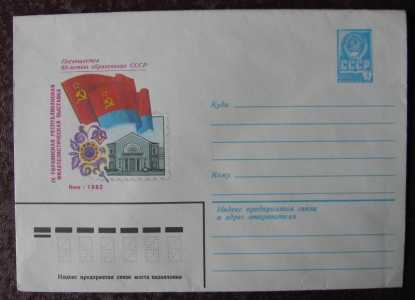 Посвящается
60-летию образования СССР
IX УКРАИНСКАЯ РЕСПУБЛИКАНСКАЯ
ФИЛАТЕЛИСТИЧЕСКАЯ ВЫСТАВКА
Киев · 1982
СССР
Куда
Кому
Индекс предприятия связи
и адрес отправителя
Индекс предприятия связи места назначения